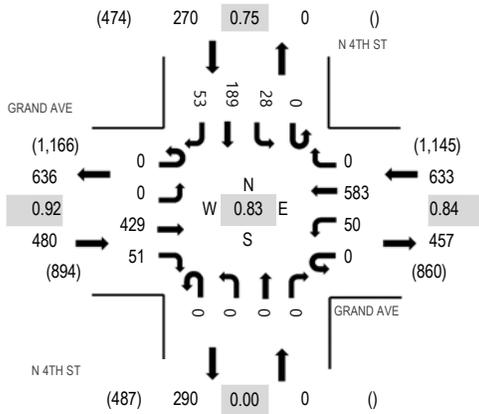 (474) 270 0.75 0 ()
N 4TH ST
53 189 28 0
GRAND AVE
(1,166) 0 0 (1,145)
636 633
0 N 583
0.92 W 0.83 E 0.84
429 50
480 S 457
51 0
(894) (860)
0 0 0 0
GRAND AVE
N 4TH ST
(487) 290 0.00 0 ()